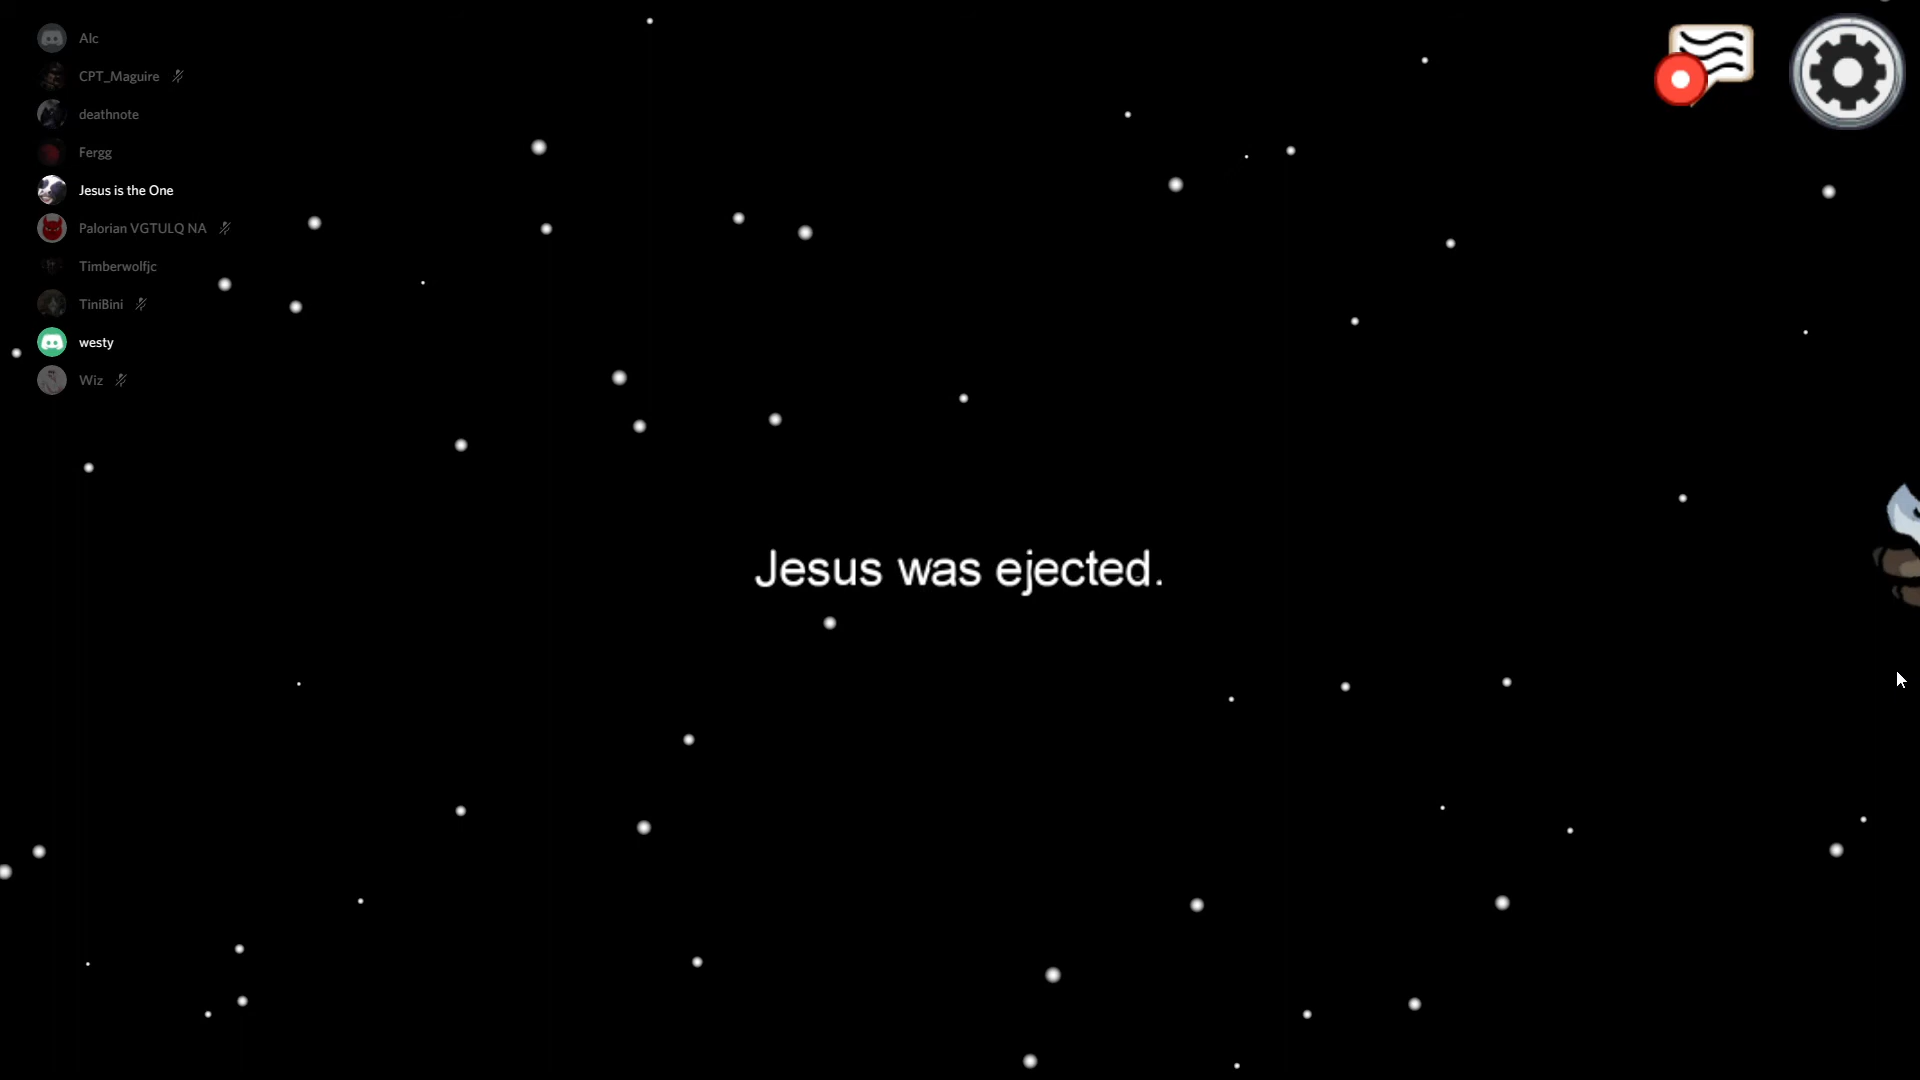 Alc
CPT_Maguire
deathnote
Fergg
Jesus is the One
Palorian VGTULQ NA
Timberwolfjc
TiniBini
westy
Wiz
Jesus was ejected.